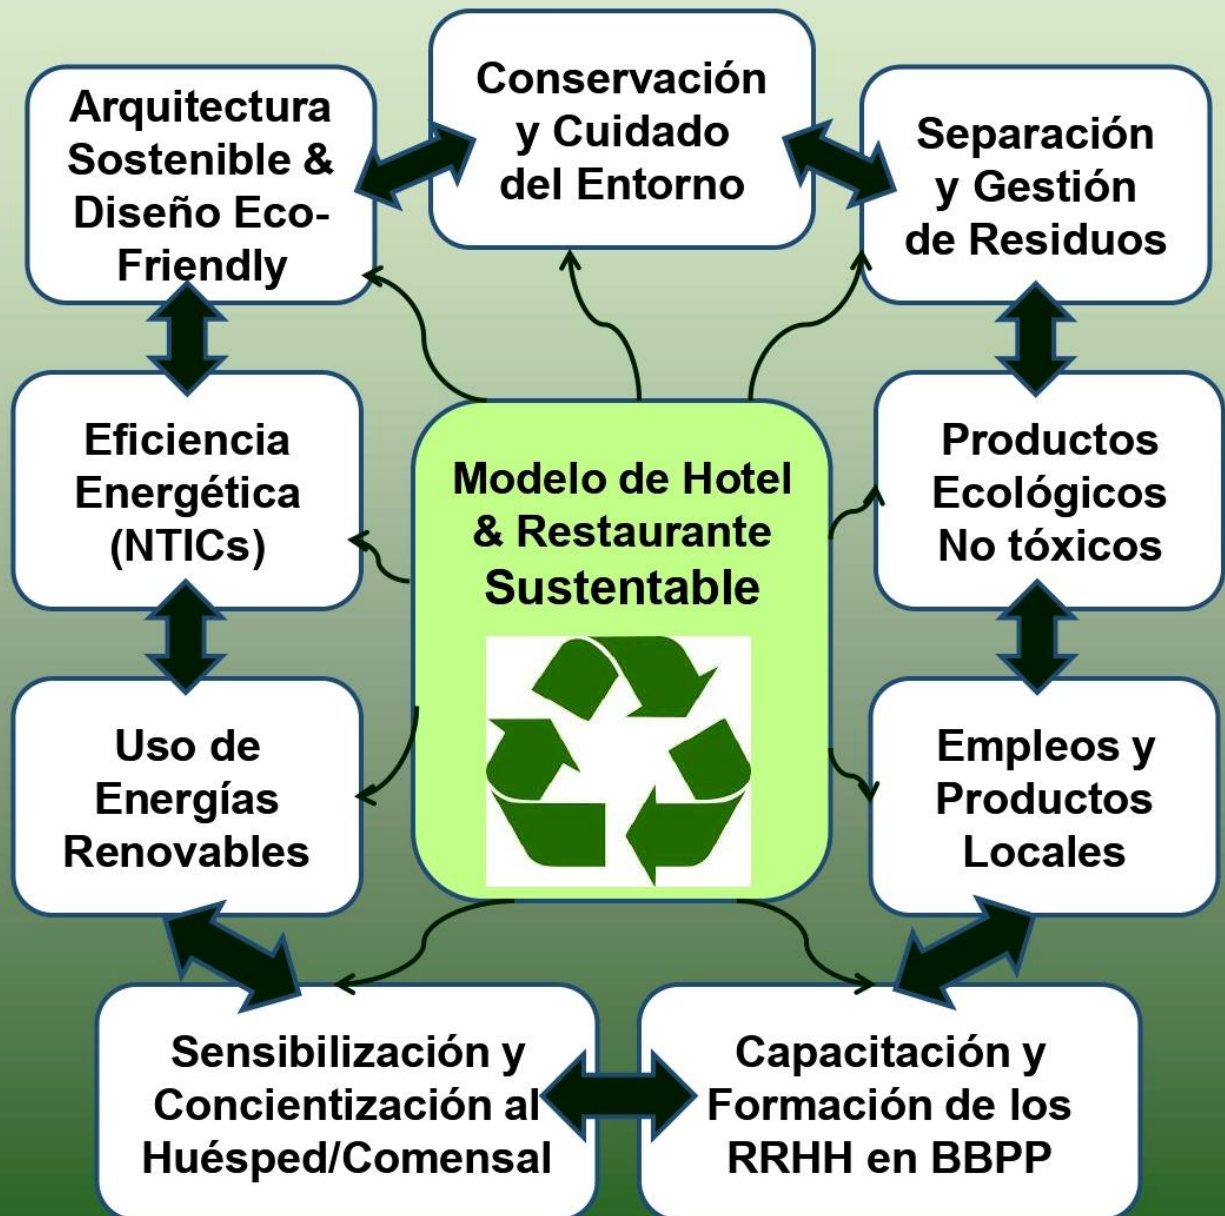 Conservación
y Cuidado
del Entorno
Arquitectura
Sostenible &
Diseño Eco-
Friendly
Separación
y Gestión
de Residuos
Eficiencia
Energética
(NTICs)
Modelo de Hotel
& Restaurante
Sustentable
Productos
Ecológicos
No tóxicos
Uso de
Energías
Renovables
Empleos y
Productos
Locales
Sensibilización y
Concientización al
Huésped/Comensal
Capacitación y
Formación de los
RRHH en BBPP